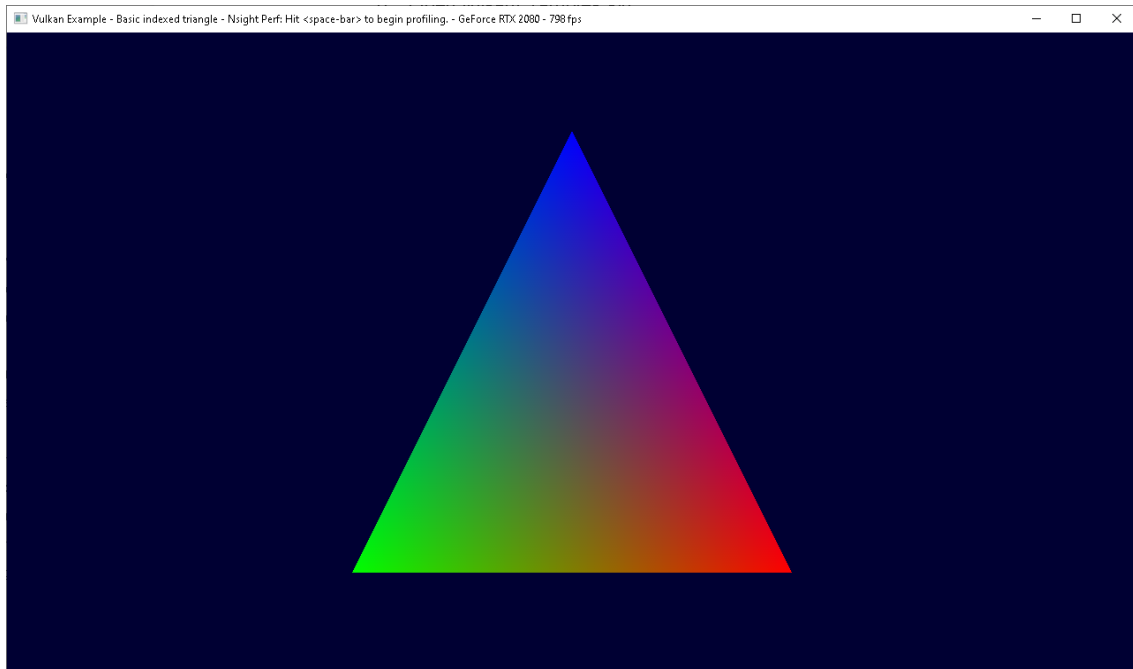 Vulkan Example - Basic indexed triangle - Nsight Perf: Hit <space-bar> to begin profiling. - GeForce RTX 2080 - 798 fps